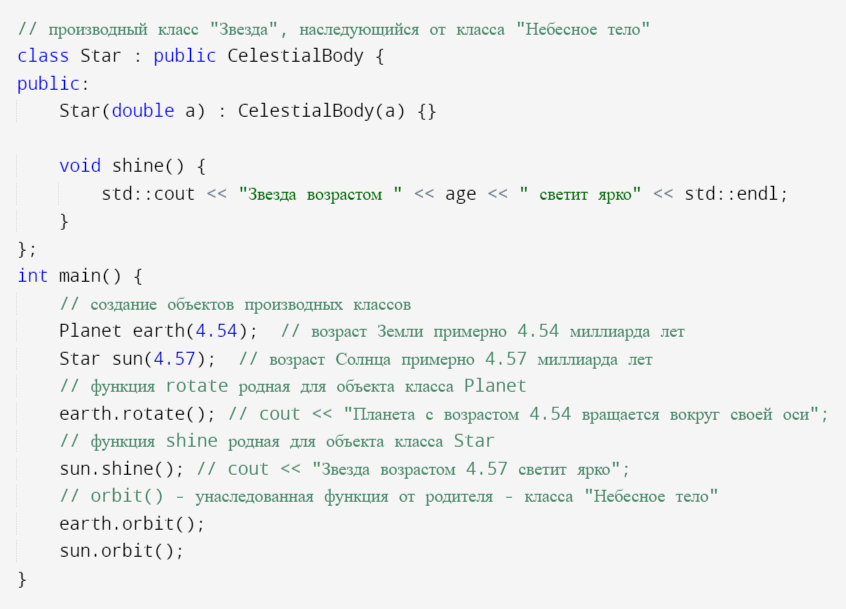 // производный класс "Звезда", наследующийся от класса "Небесное тело"
class Star : public CelestialBody {
public:
    Star(double a) : CelestialBody(a) {}
    void shine() {
        std::cout << "Звезда возрастом " << age << " светит ярко" << std::endl;
    }
};
int main() {
    // создание объектов производных классов
    Planet earth(4.54);  // возраст Земли примерно 4.54 миллиарда лет
    Star sun(4.57);  // возраст Солнца примерно 4.57 миллиарда лет
    // функция rotate родная для объекта класса Planet
    earth.rotate(); // cout << "Планета с возрастом 4.54 вращается вокруг своей оси";
    // функция shine родная для объекта класса Star
    sun.shine(); // cout << "Звезда возрастом 4.57 светит ярко";
    // orbit() - унаследованная функция от родителя - класса "Небесное тело"
    earth.orbit();
    sun.orbit();
}